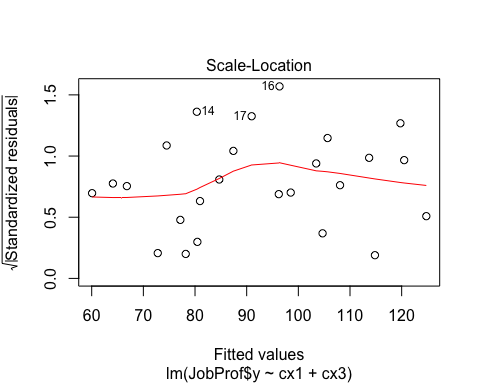 Scale-Location
√|Standardized residuals|
0.0 0.5 1.0 1.5
16
14
17
60 70 80 90 100 110 120
Fitted values
lm(JobProf$y ~ cx1 + cx3)